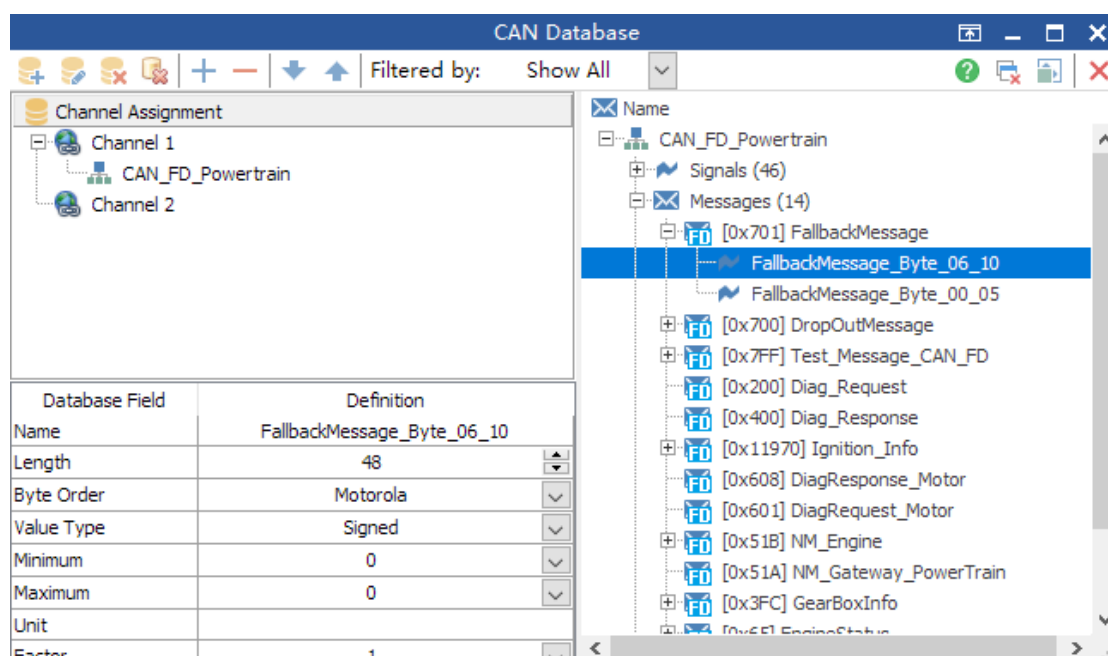 CAN Database
Filtered by: Show All
Channel Assignment
Channel 1
CAN_FD_Powertrain
Channel 2
Database Field Definition
Name FallbackMessage_Byte_06_10
Length 48
Byte Order Motorola
Value Type Signed
Minimum 0
Maximum 0
Unit
Factor 1
Name
CAN_FD_Powertrain
Signals (46)
Messages (14)
[0x701] FallbackMessage
FallbackMessage_Byte_06_10
FallbackMessage_Byte_00_05
[0x700] DropOutMessage
[0x7FF] Test_Message_CAN_FD
[0x200] Diag_Request
[0x400] Diag_Response
[0x11970] Ignition_Info
[0x608] DiagResponse_Motor
[0x601] DiagRequest_Motor
[0x51B] NM_Engine
[0x51A] NM_Gateway_PowerTrain
[0x3FC] GearBoxInfo
[0x65] EngineStatus